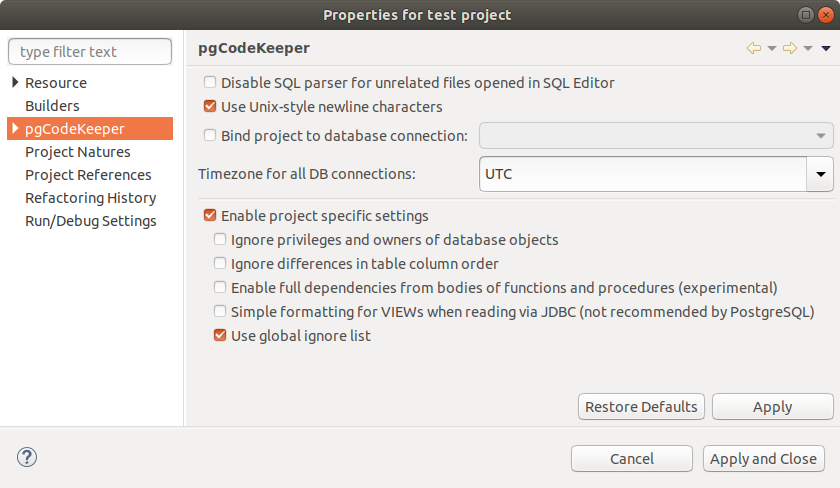 Properties for test project
type filter text
Resource
Builders
pgCodeKeeper
Project Natures
Project References
Refactoring History
Run/Debug Settings
pgCodeKeeper
Disable SQL parser for unrelated files opened in SQL Editor
Use Unix-style newline characters
Bind project to database connection:
Timezone for all DB connections: UTC
Enable project specific settings
Ignore privileges and owners of database objects
Ignore differences in table column order
Enable full dependencies from bodies of functions and procedures (experimental)
Simple formatting for VIEWs when reading via JDBC (not recommended by PostgreSQL)
Use global ignore list
Restore Defaults Apply
? Cancel Apply and Close